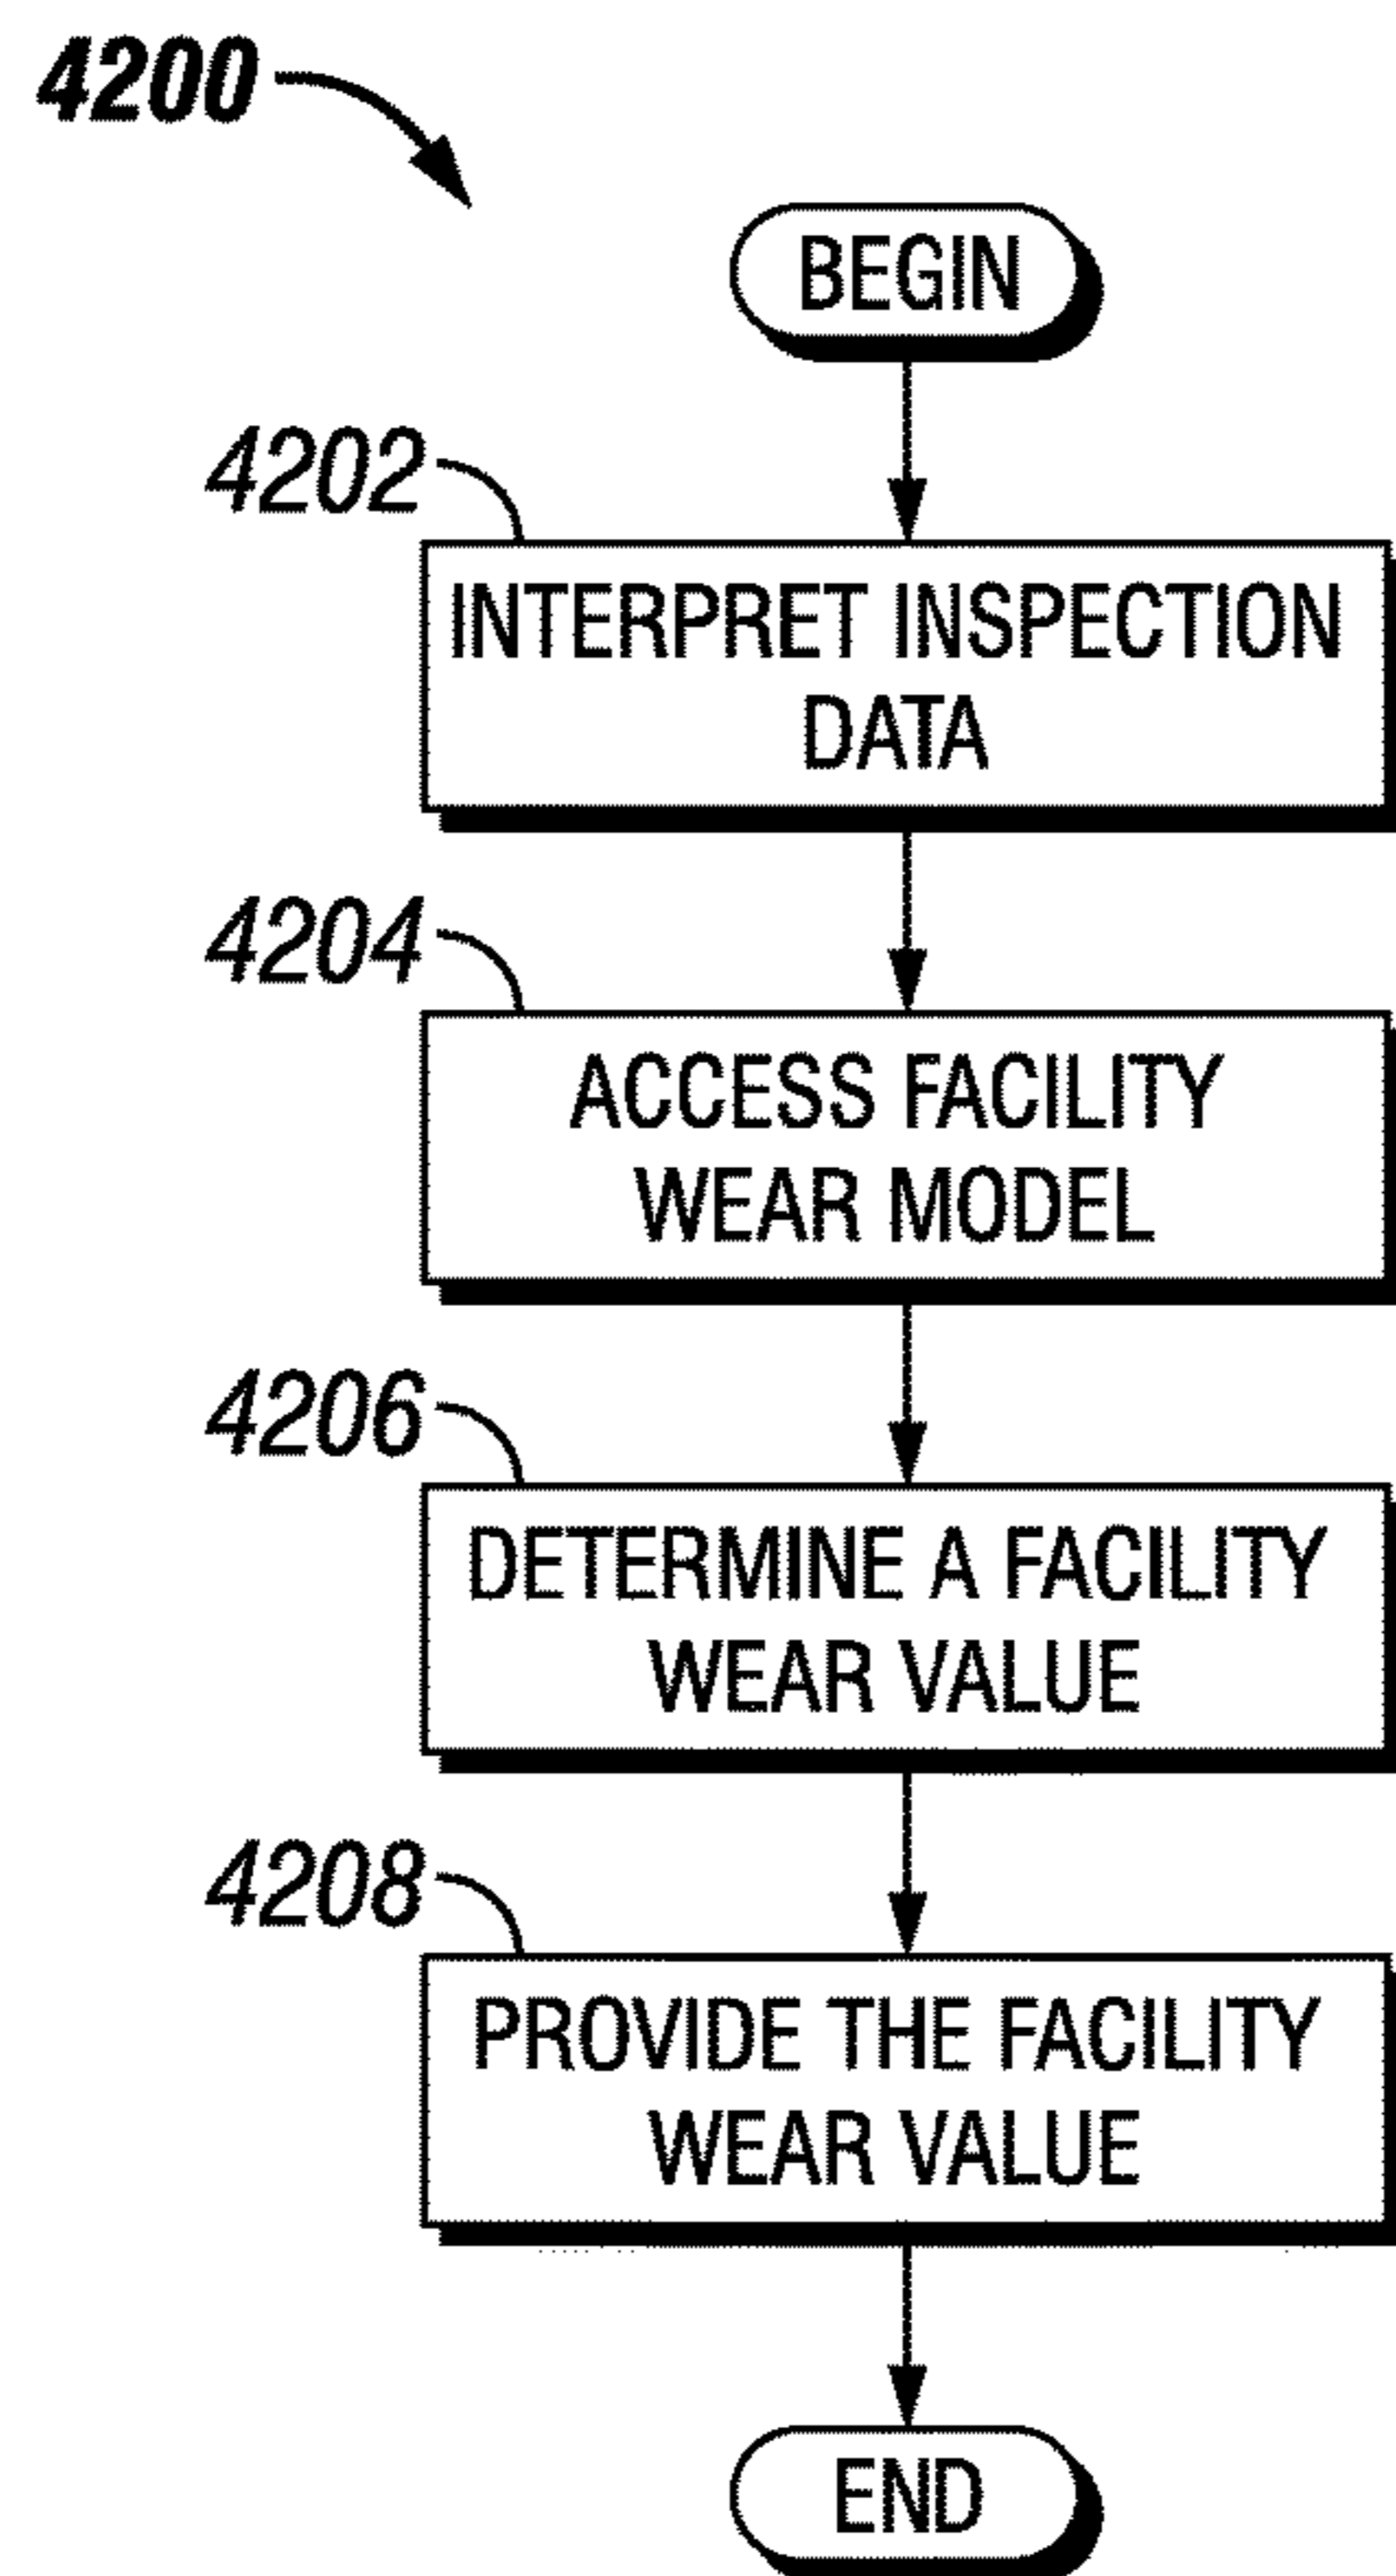 4200
BEGIN
4202
INTERPRET INSPECTION
DATA
4204
ACCESS FACILITY
WEAR MODEL
4206
DETERMINE A FACILITY
WEAR VALUE
4208
PROVIDE THE FACILITY
WEAR VALUE
END